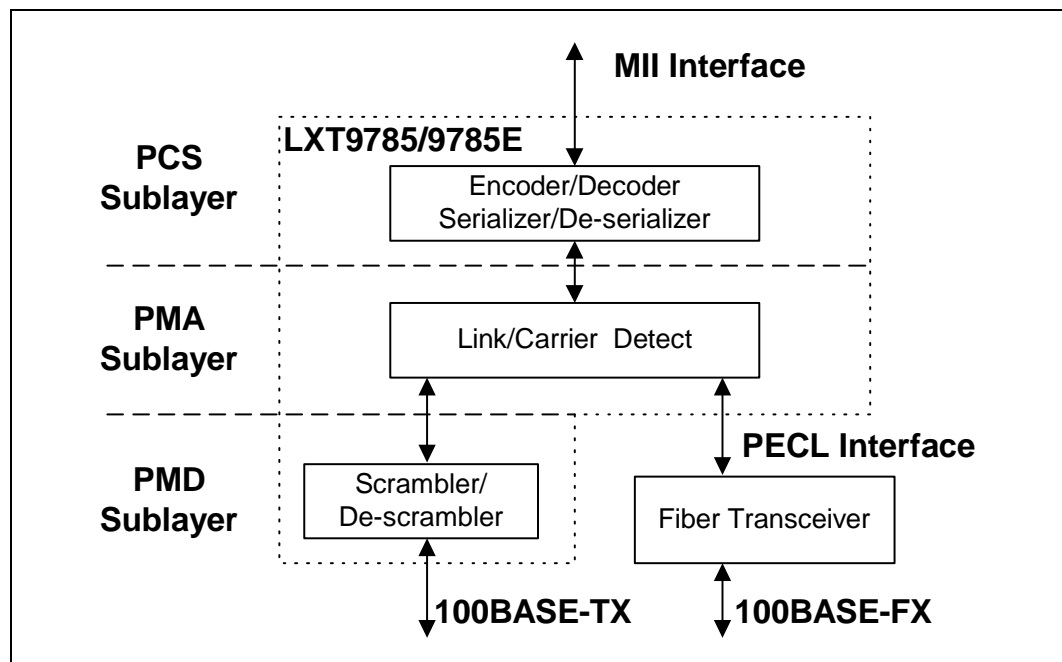 MII Interface
LXT9785/9785E
PCS
Sublayer
Encoder/Decoder
Serializer/De-serializer
PMA
Sublayer
Link/Carrier Detect
PECL Interface
PMD
Sublayer
Scrambler/
De-scrambler
Fiber Transceiver
100BASE-TX
100BASE-FX